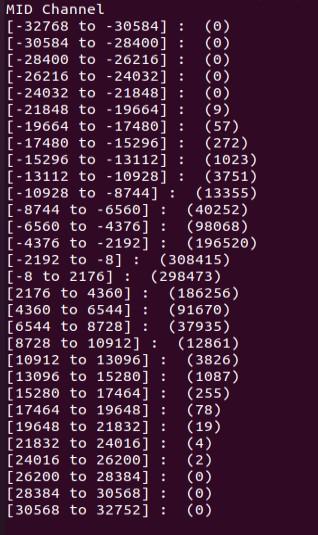 MID Channel
[-32768 to -30584] :  (0)
[-30584 to -28400] :  (0)
[-28400 to -26216] :  (0)
[-26216 to -24032] :  (0)
[-24032 to -21848] :  (0)
[-21848 to -19664] :  (9)
[-19664 to -17480] :  (57)
[-17480 to -15296] :  (272)
[-15296 to -13112] :  (1023)
[-13112 to -10928] :  (3751)
[-10928 to -8744] :  (13355)
[-8744 to -6560] :  (40252)
[-6560 to -4376] :  (98068)
[-4376 to -2192] :  (196520)
[-2192 to -8] :  (308415)
[-8 to 2176] :  (298473)
[2176 to 4360] :  (186256)
[4360 to 6544] :  (91670)
[6544 to 8728] :  (37935)
[8728 to 10912] :  (12861)
[10912 to 13096] :  (3826)
[13096 to 15280] :  (1087)
[15280 to 17464] :  (255)
[17464 to 19648] :  (78)
[19648 to 21832] :  (19)
[21832 to 24016] :  (4)
[24016 to 26200] :  (2)
[26200 to 28384] :  (0)
[28384 to 30568] :  (0)
[30568 to 32752] :  (0)